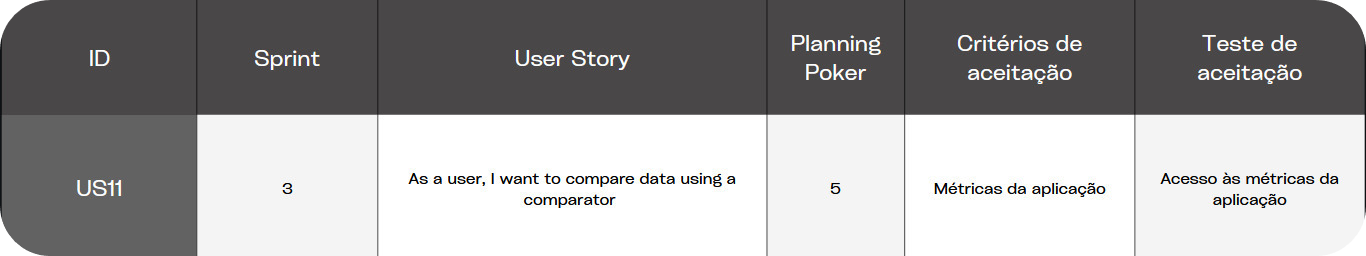 ID
Sprint
User Story
Planning
Poker
Critérios de
aceitação
Teste de
aceitação
US11
3
As a user, I want to compare data using a
comparator
5
Métricas da aplicação
Acesso às métricas da
aplicação